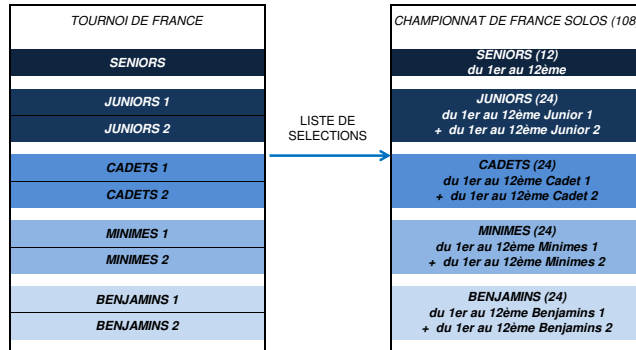 TOURNOI DE FRANCE
SENIORS
JUNIORS 1
JUNIORS 2
CADETS 1
CADETS 2
MINIMES 1
MINIMES 2
BENJAMINS 1
BENJAMINS 2
LISTE DE
SELECTIONS
CHAMPIONNAT DE FRANCE SOLOS (108
SENIORS (12)
du 1er au 12ème
JUNIORS (24)
du 1er au 12ème Junior 1
+ du 1er au 12ème Junior 2
CADETS (24)
du 1er au 12ème Cadet 1
+ du 1er au 12ème Cadet 2
MINIMES (24)
du 1er au 12ème Minimes 1
+ du 1er au 12ème Minimes 2
BENJAMINS (24)
du 1er au 12ème Benjamins 1
+ du 1er au 12ème Benjamins 2